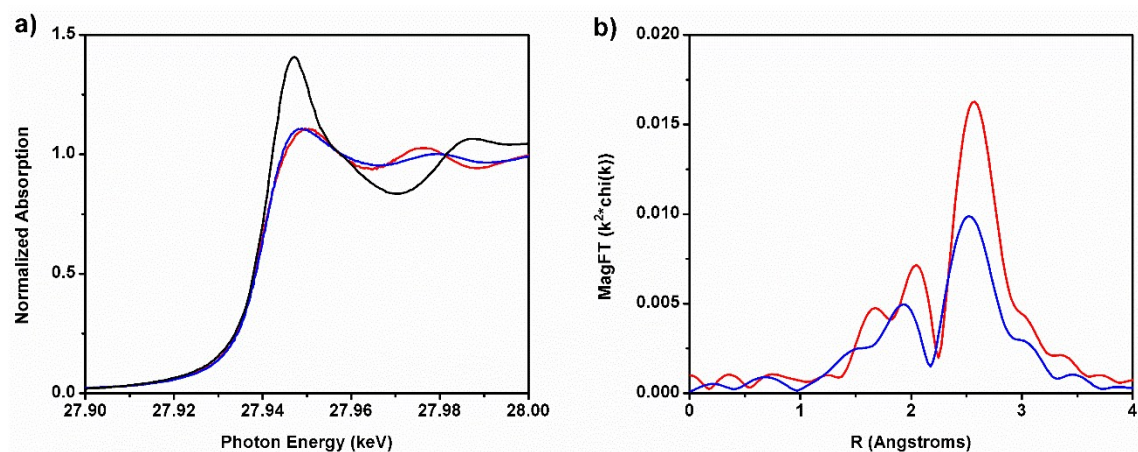 a)
1.5
1.0
0.5
0.0
Normalized Absorption
27.90 27.92 27.94 27.96 27.98 28.00
Photon Energy (keV)
b)
0.020
0.015
0.010
0.005
0.000
MagFT (k²*chi(k))
0 1 2 3 4
R (Angstroms)